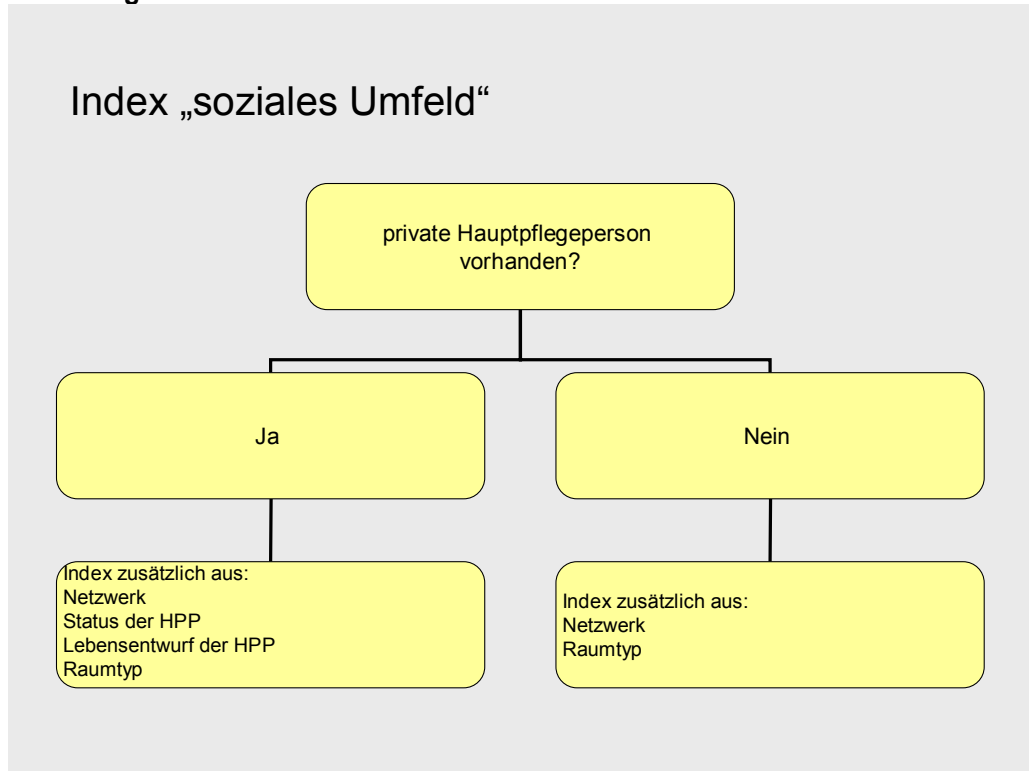 Index „soziales Umfeld“
private Hauptpflegeperson
vorhanden?
Ja
Nein
Index zusätzlich aus:
Netzwerk
Status der HPP
Lebensentwurf der HPP
Raumtyp
Index zusätzlich aus:
Netzwerk
Raumtyp